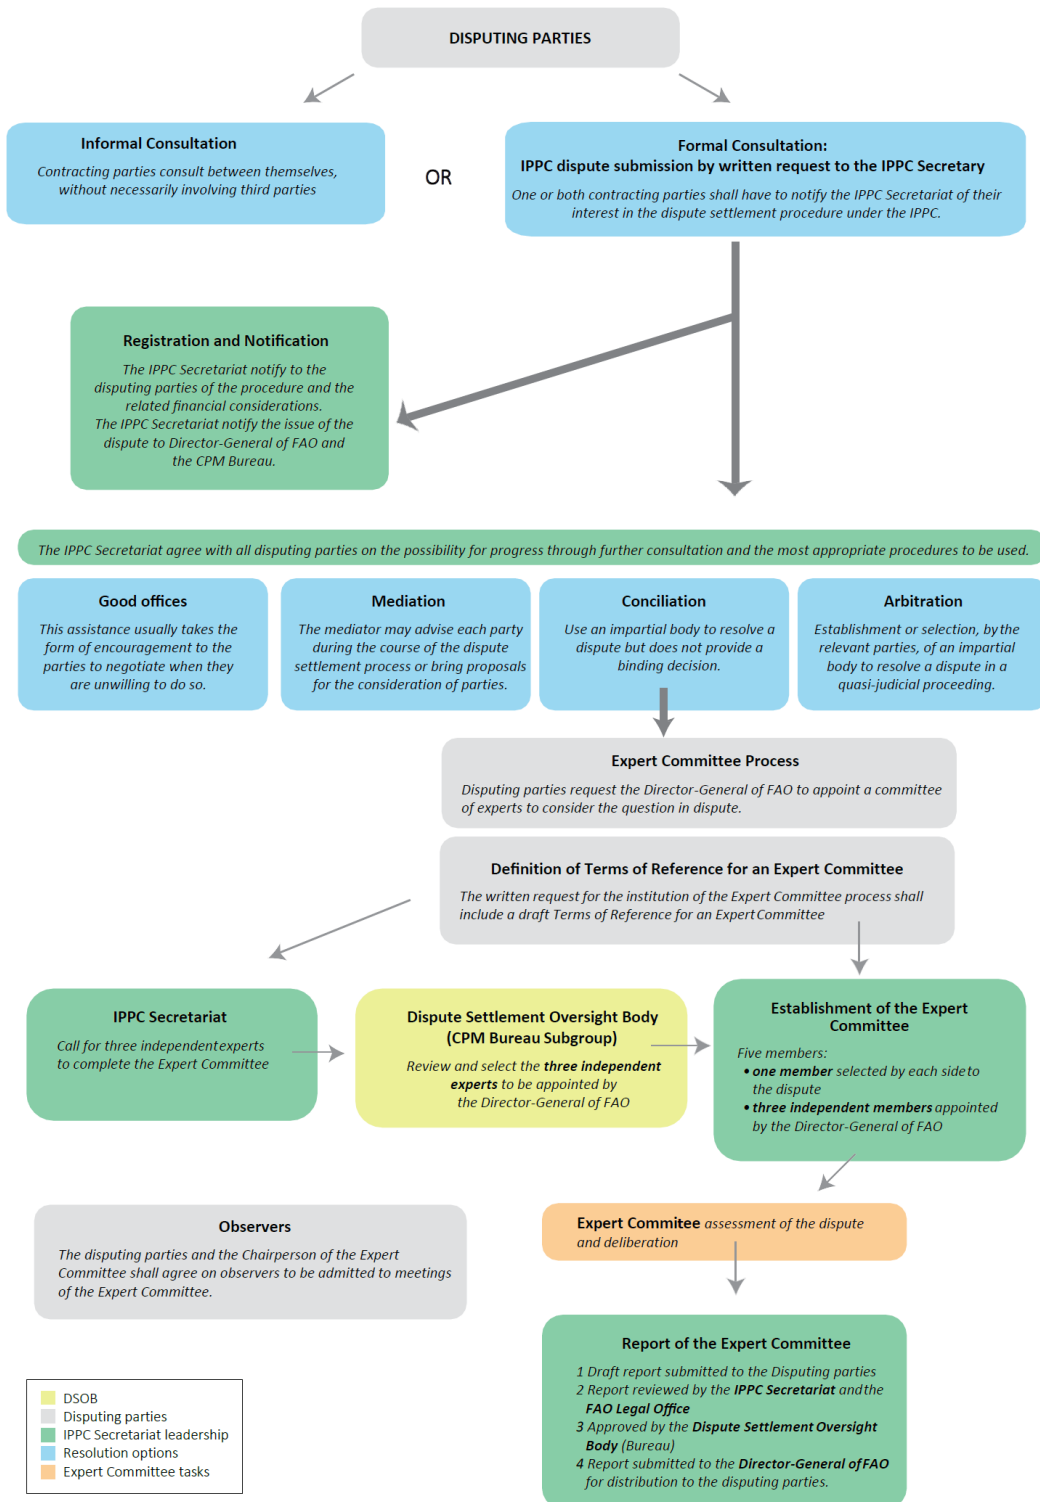 DISPUTING PARTIES
Informal Consultation
Contracting parties consult between themselves,
without necessarily involving third parties
OR
Formal Consultation:
IPPC dispute submission by written request to the IPPC Secretary
One or both contracting parties shall have to notify the IPPC Secretariat of their
interest in the dispute settlement procedure under the IPPC.
Registration and Notification
The IPPC Secretariat notify to the
disputing parties of the procedure and the
related financial considerations.
The IPPC Secretariat notify the issue of the
dispute to Director-General of FAO and
the CPM Bureau.
The IPPC Secretariat agree with all disputing parties on the possibility for progress through further consultation and the most appropriate procedures to be used.
Good offices
This assistance usually takes the
form of encouragement to the
parties to negotiate when they
are unwilling to do so.
Mediation
The mediator may advise each party
during the course of the dispute
settlement process or bring proposals
for the consideration of parties.
Conciliation
Use an impartial body to resolve a
dispute but does not provide a
binding decision.
Arbitration
Establishment or selection, by the
relevant parties, of an impartial
body to resolve a dispute in a
quasi-judicial proceeding.
Expert Committee Process
Disputing parties request the Director-General of FAO to appoint a committee
of experts to consider the question in dispute.
Definition of Terms of Reference for an Expert Committee
The written request for the institution of the Expert Committee process shall
include a draft Terms of Reference for an Expert Committee
IPPC Secretariat
Call for three independent experts
to complete the Expert Committee
Dispute Settlement Oversight Body
(CPM Bureau Subgroup)
Review and select the three independent
experts to be appointed by
the Director-General of FAO
Establishment of the Expert
Committee
Five members:
• one member selected by each side to
the dispute
• three independent members appointed
by the Director-General of FAO
Observers
The disputing parties and the Chairperson of the Expert
Committee shall agree on observers to be admitted to meetings
of the Expert Committee.
Expert Commitee assessment of the dispute
and deliberation
Report of the Expert Committee
1 Draft report submitted to the Disputing parties
2 Report reviewed by the IPPC Secretariat and the
FAO Legal Office
3 Approved by the Dispute Settlement Oversight
Body (Bureau)
4 Report submitted to the Director-General of FAO
for distribution to the disputing parties.
DSOB
Disputing parties
IPPC Secretariat leadership
Resolution options
Expert Committee tasks